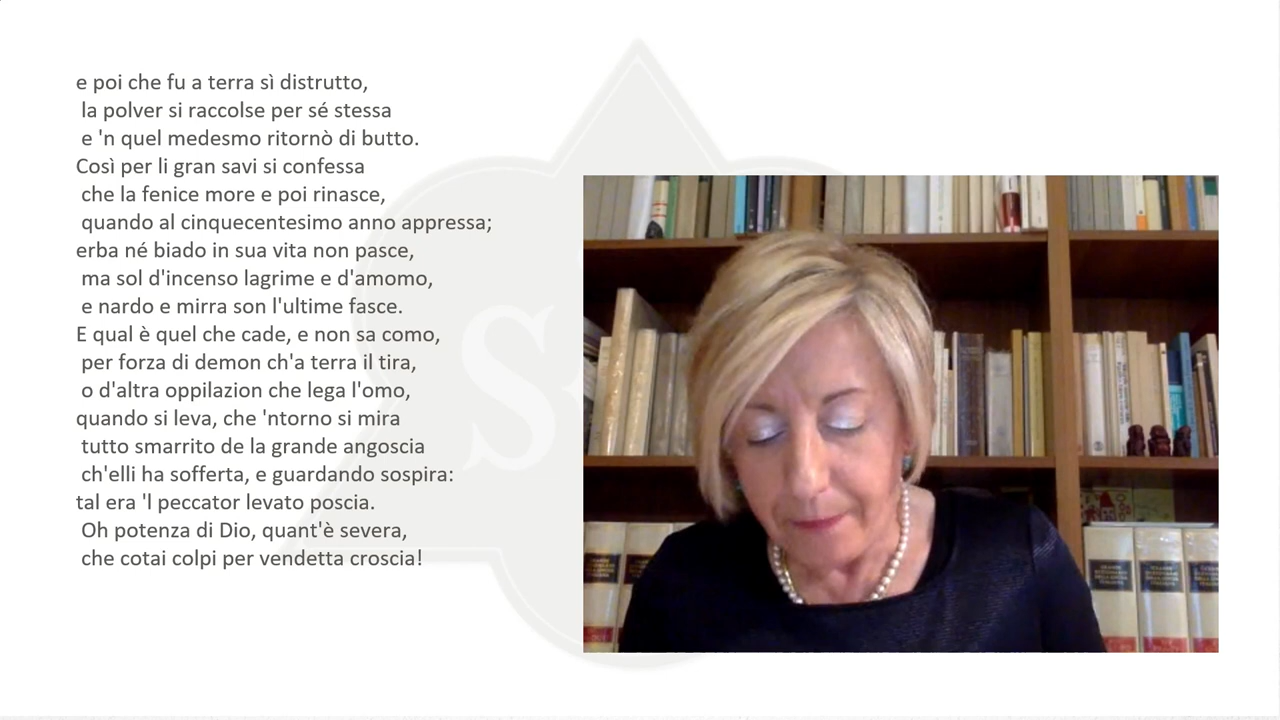 e poi che fu a terra sì distrutto,
la polver si raccolse per sé stessa
e 'n quel medesmo ritornò di butto.
Così per li gran savi si confessa
che la fenice more e poi rinasce,
quando al cinquecentesimo anno appressa;
erba né biado in sua vita non pasce,
ma sol d'incenso lagrime e d'amomo,
e nardo e mirra son l'ultime fasce.
E qual è quel che cade, e non sa como,
per forza di demon ch'a terra il tira,
o d'altra oppilazion che lega l'omo,
quando si leva, che 'ntorno si mira
tutto smarrito de la grande angoscia
ch'elli ha sofferta, e guardando sospira:
tal era 'l peccator levato poscia.
Oh potenza di Dio, quant'è severa,
che cotai colpi per vendetta croscia!